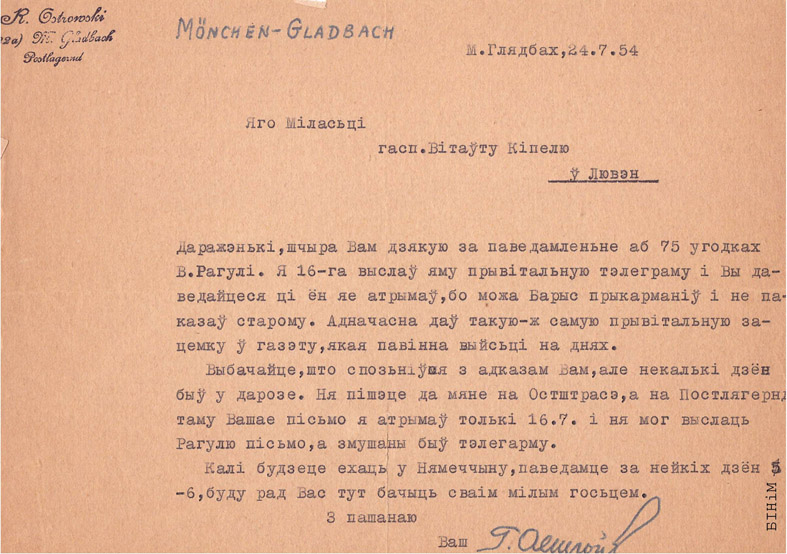 R. Ostrowski
22a) M. Gladbach
Postlagernd
MÖNCHEN-GLADBACH
М.Глядбах,24.7.54
Яго Міласьці
гасп.Вітаўту Кіпелю
ў Лювэн
Даражэнькі,шчыра Вам дзякую за паведамленьне аб 75 угодках
В.Рагулі. Я 16-га выслаў яму прывітальную тэлеграму і Вы да-
ведайцеся ці ён яе атрымаў,бо можа Барыс прыкарманіў і не па-
казаў старому. Адначасна даў такую-ж самую прывітальную за-
цемку ў газэту,якая павінна выйсьці на днях.
Выбачайце,што спозьніўся з адказам Вам,але некалькі дзён
быў у дарозе. Ня пішэце да мяне на Остштрасэ,а на Постлягернд
таму Вашае пісьмо я атрымаў толькі 16.7. і ня мог выслаць
Рагулю пісьмо,а змушаны быў тэлегарму.
Калі будзеце ехаць у Нямеччыну,паведамце за нейкіх дзён 5
-6,буду рад Вас тут бачыць сваім мілым госьцем.
З пашанаю
Ваш
БІНіМ